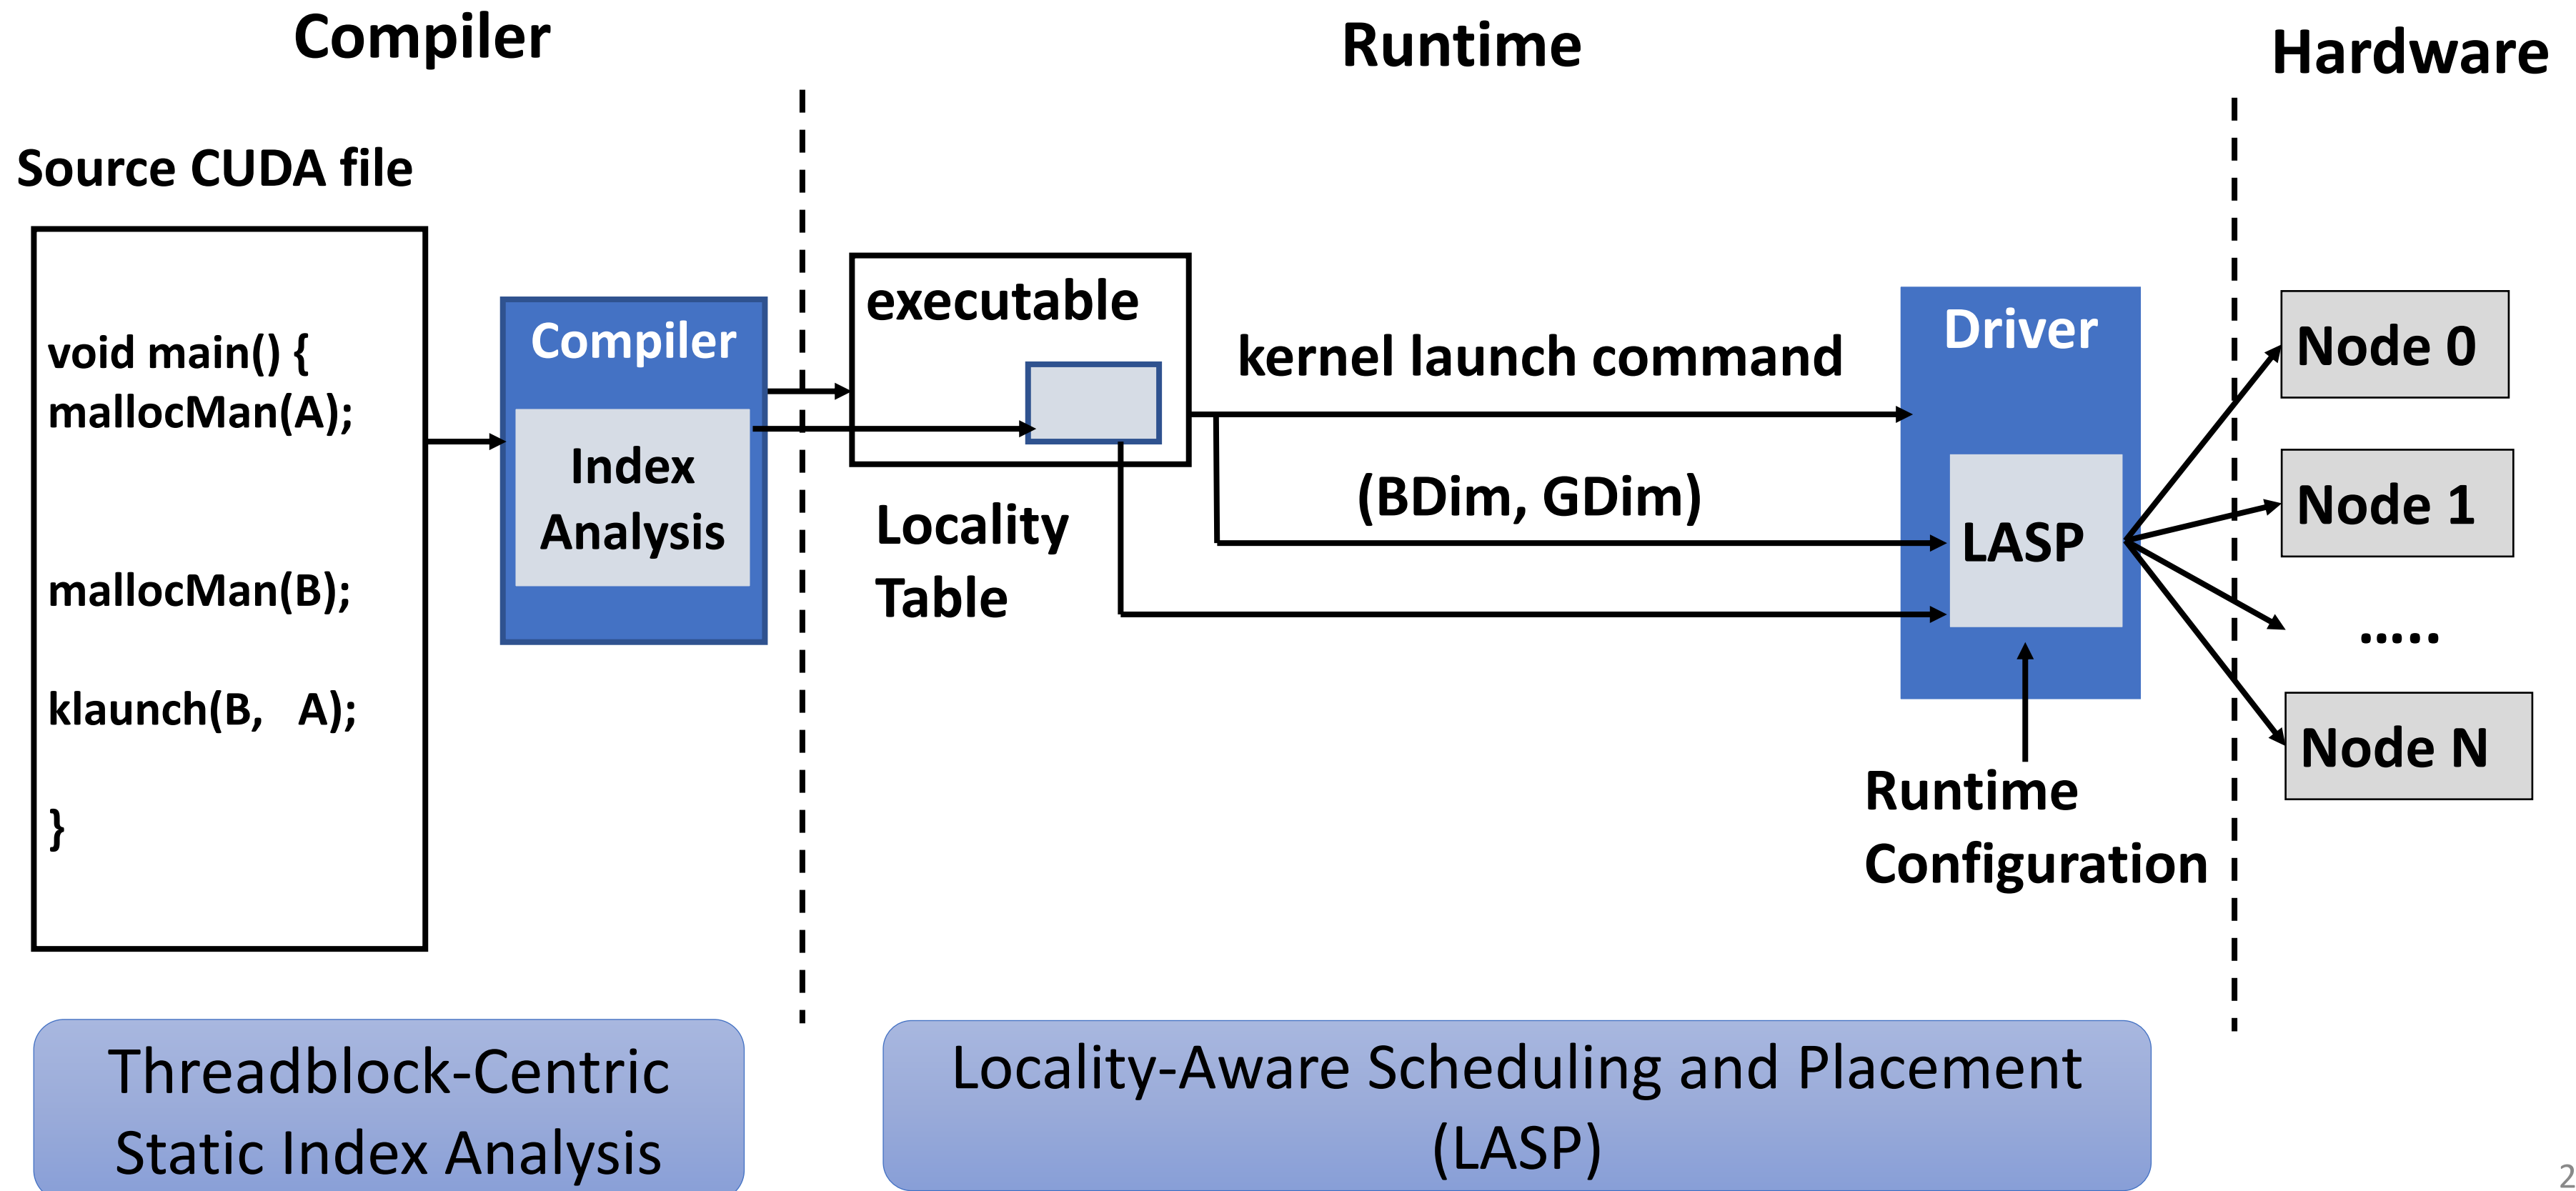 Compiler
Runtime
Hardware
Source CUDA file
void main() {
mallocMan(A);
mallocMan(B);
klaunch(B,   A);
}
Compiler
Index
Analysis
executable
Locality
Table
kernel launch command
(BDim, GDim)
Driver
LASP
Runtime
Configuration
Node 0
Node 1
.....
Node N
Threadblock-Centric
Static Index Analysis
Locality-Aware Scheduling and Placement
(LASP)
2